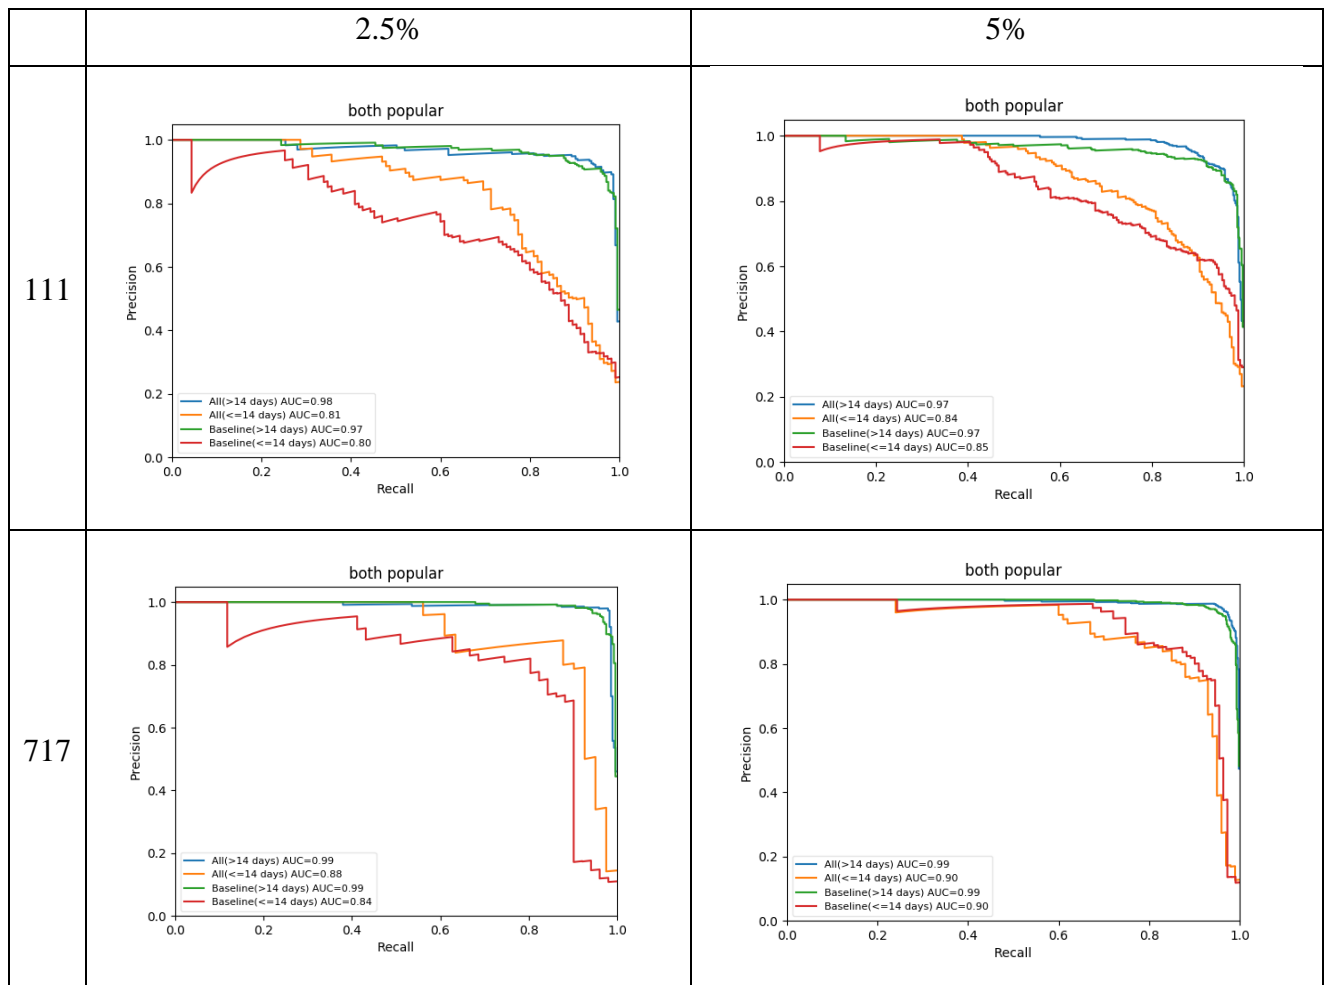 2.5%
5%
111
both popular
1.0
0.8
0.6
0.4
0.2
0.0
Precision
All(>14 days) AUC=0.98
All(<=14 days) AUC=0.81
Baseline(>14 days) AUC=0.97
Baseline(<=14 days) AUC=0.80
0.0 0.2 0.4 0.6 0.8 1.0
Recall
both popular
1.0
0.8
0.6
0.4
0.2
0.0
Precision
All(>14 days) AUC=0.97
All(<=14 days) AUC=0.84
Baseline(>14 days) AUC=0.97
Baseline(<=14 days) AUC=0.85
0.0 0.2 0.4 0.6 0.8 1.0
Recall
717
both popular
1.0
0.8
0.6
0.4
0.2
0.0
Precision
All(>14 days) AUC=0.99
All(<=14 days) AUC=0.88
Baseline(>14 days) AUC=0.99
Baseline(<=14 days) AUC=0.84
0.0 0.2 0.4 0.6 0.8 1.0
Recall
both popular
1.0
0.8
0.6
0.4
0.2
0.0
Precision
All(>14 days) AUC=0.99
All(<=14 days) AUC=0.90
Baseline(>14 days) AUC=0.99
Baseline(<=14 days) AUC=0.90
0.0 0.2 0.4 0.6 0.8 1.0
Recall